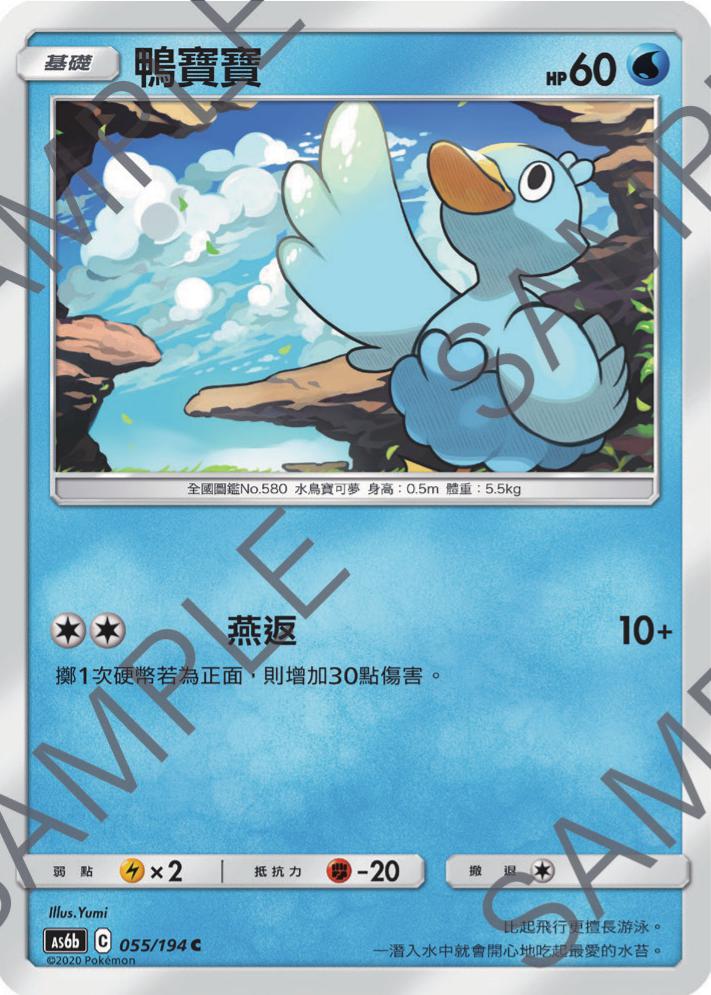 基礎 鴨寶寶 HP60
全國圖鑑No.580 水鳥寶可夢 身高：0.5m 體重：5.5kg
燕返 10+
擲1次硬幣若為正面，則增加30點傷害。
弱點 ×2 抵抗力 -20 撤退
Illus.Yumi
AS6b C 055/194 C
©2020 Pokémon
比起飛行更擅長游泳。
一潛入水中就會開心地吃起最愛的水苔。
SAMPLE
SAMPLE
SAMPLE
SAMPLE